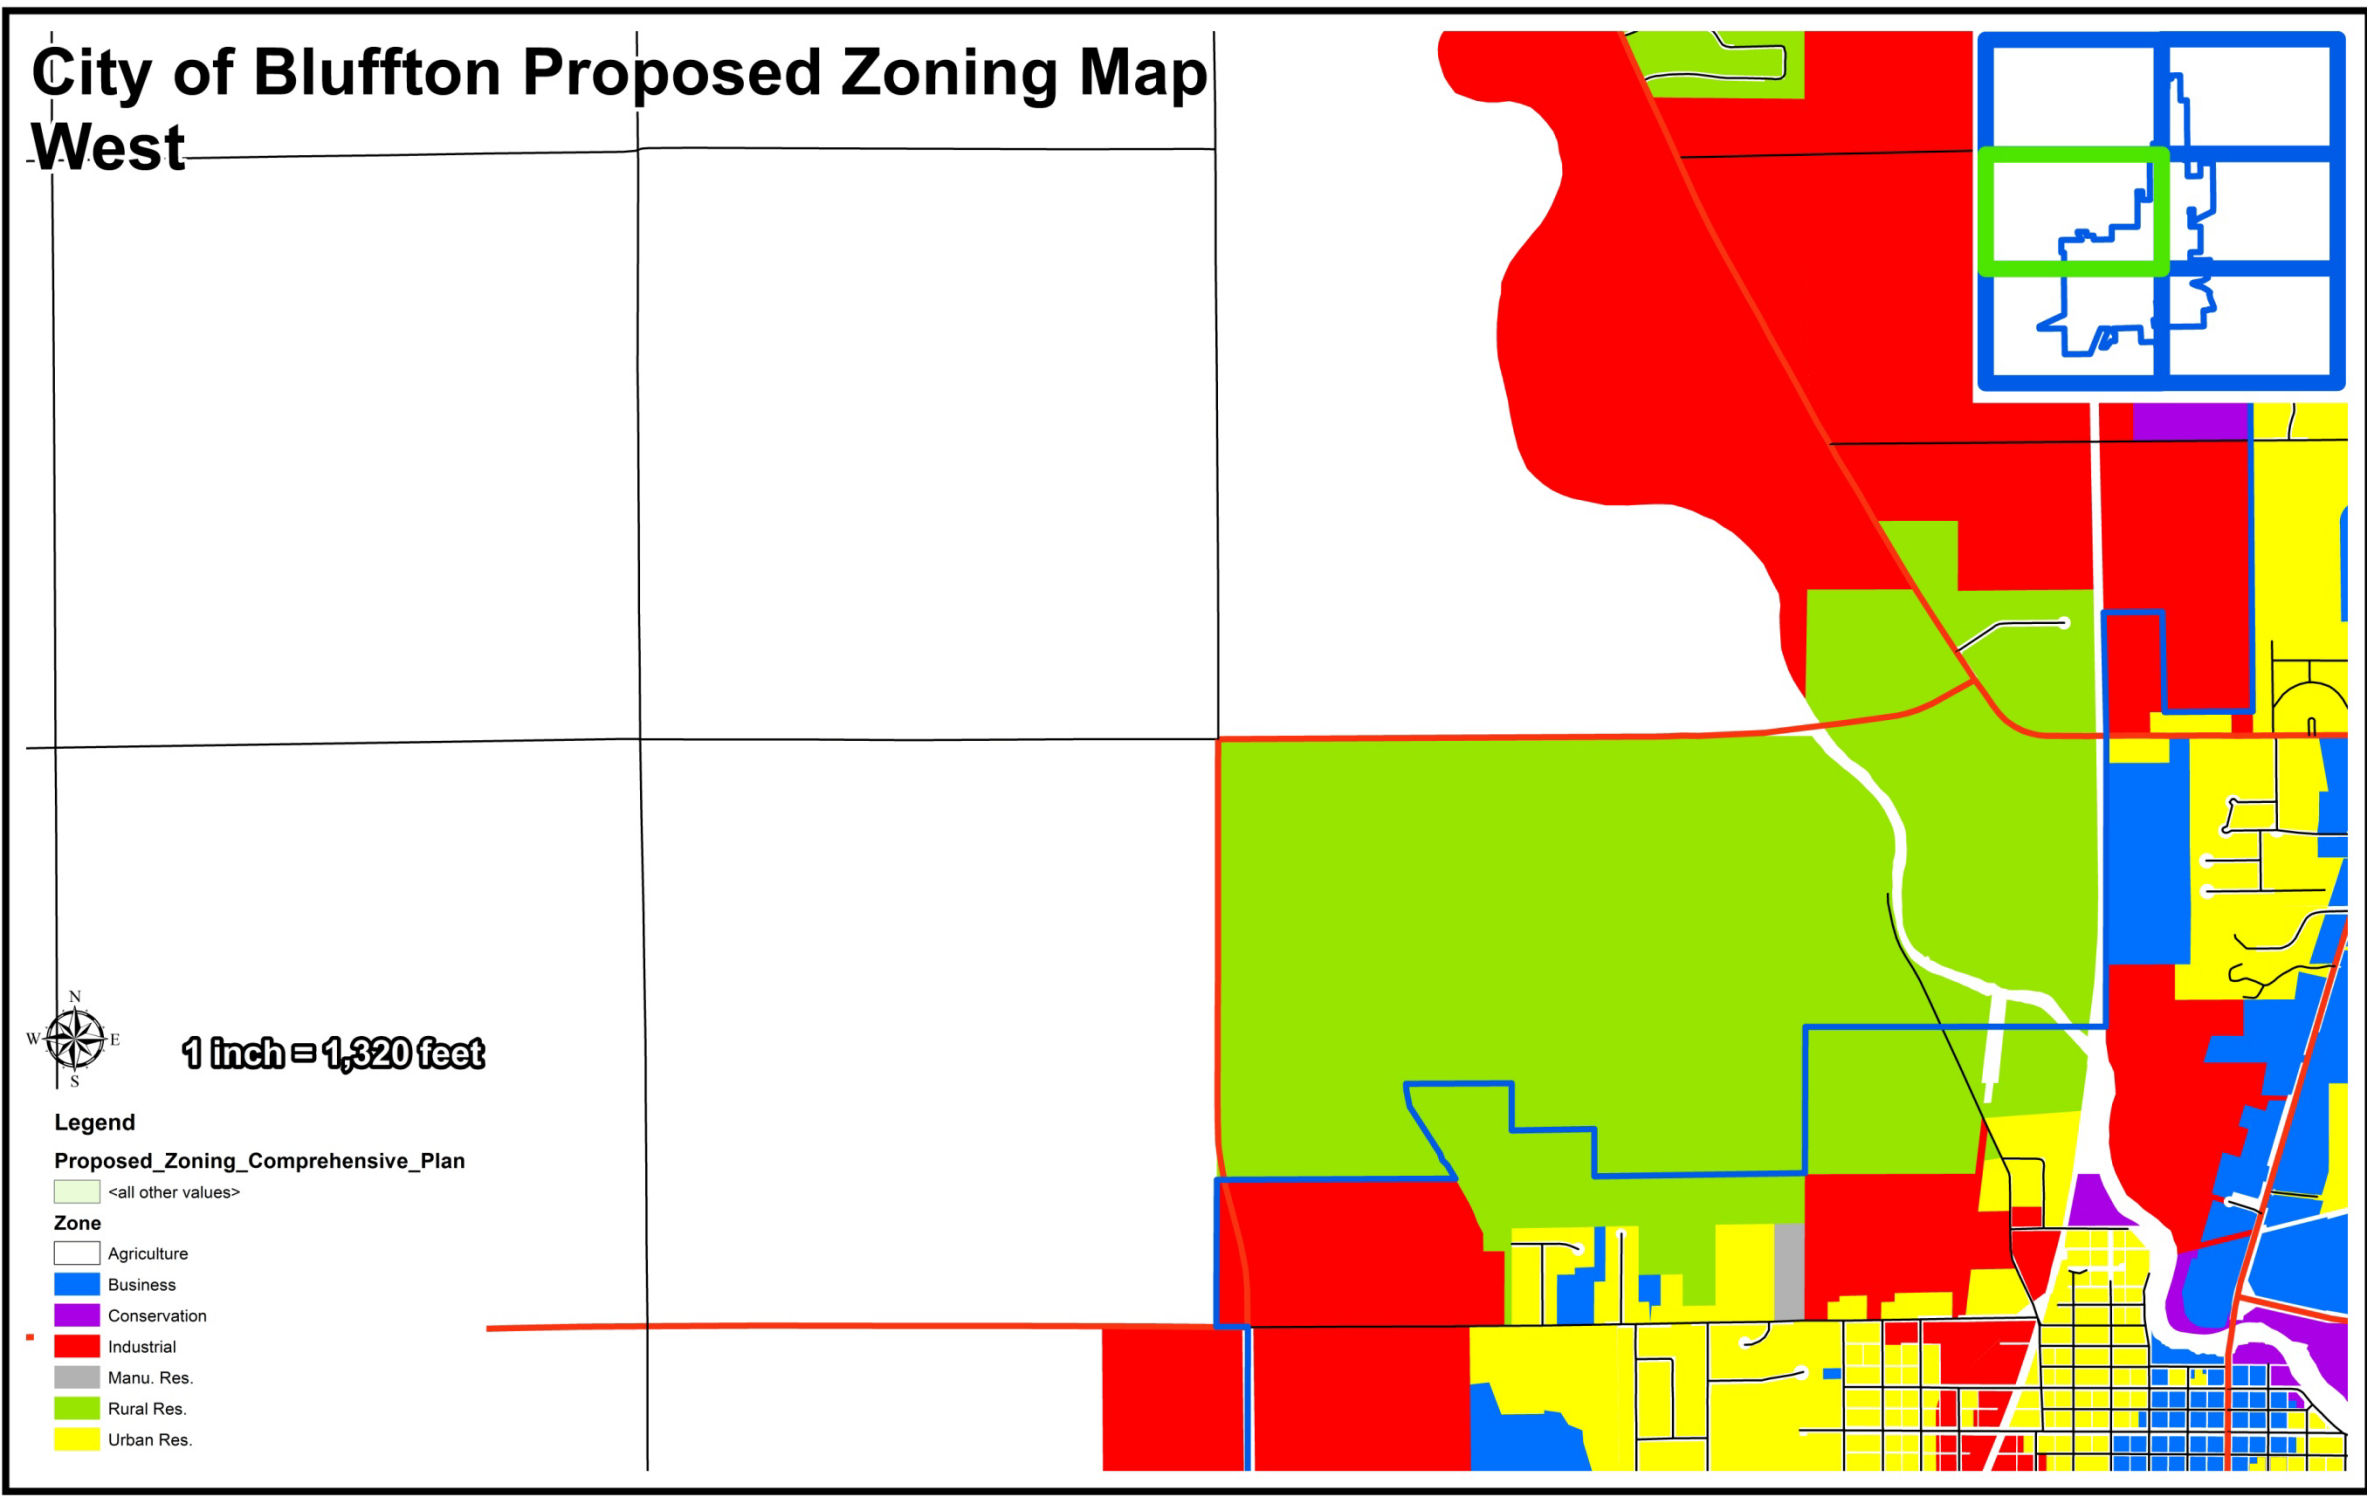 City of Bluffton Proposed Zoning Map
West
N
W E
S
1 inch = 1,320 feet
Legend
Proposed_Zoning_Comprehensive_Plan
<all other values>
Zone
Agriculture
Business
Conservation
Industrial
Manu. Res.
Rural Res.
Urban Res.